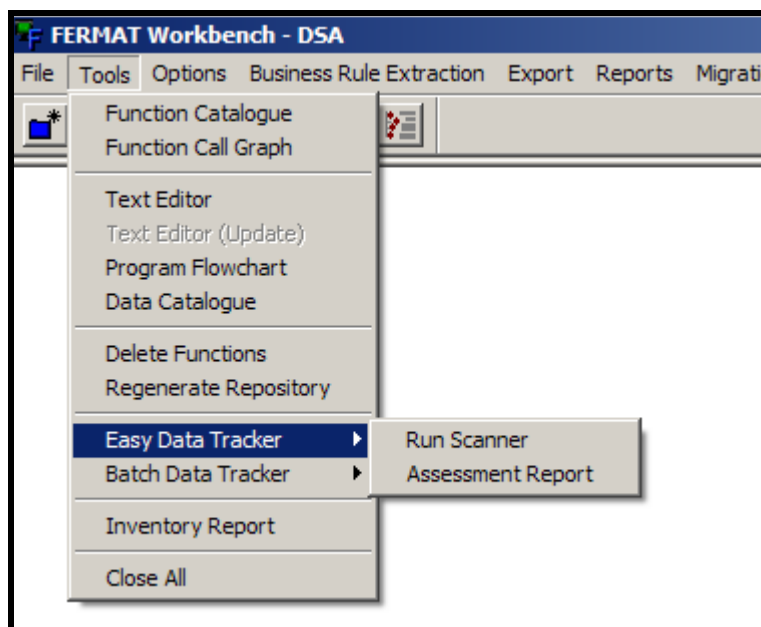 FERMAT Workbench - DSA
File Tools Options Business Rule Extraction Export Reports Migrati
Function Catalogue
Function Call Graph
Text Editor
Text Editor (Update)
Program Flowchart
Data Catalogue
Delete Functions
Regenerate Repository
Easy Data Tracker Run Scanner
Batch Data Tracker Assessment Report
Inventory Report
Close All